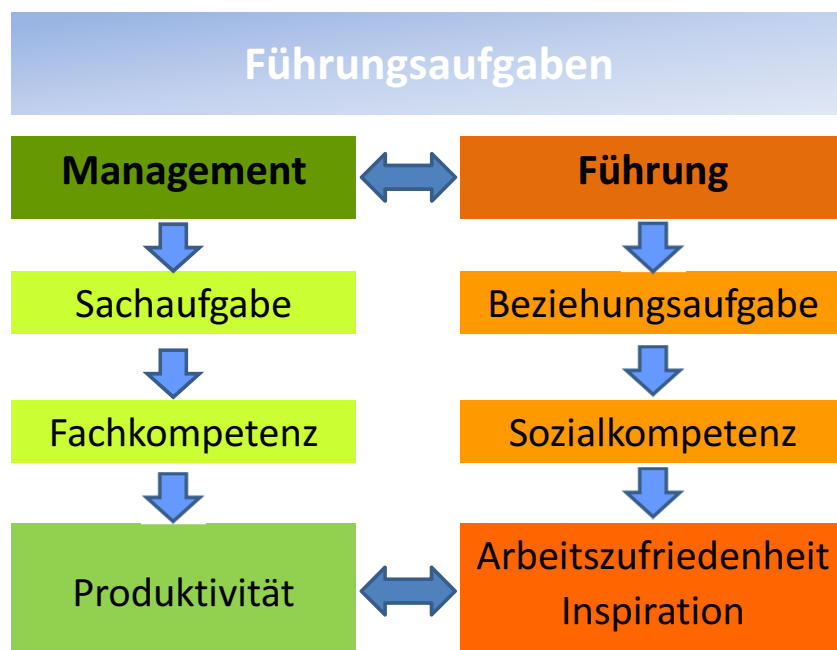 Führungsaufgaben
Management
Führung
Sachaufgabe
Beziehungsaufgabe
Fachkompetenz
Sozialkompetenz
Produktivität
Arbeitszufriedenheit
Inspiration